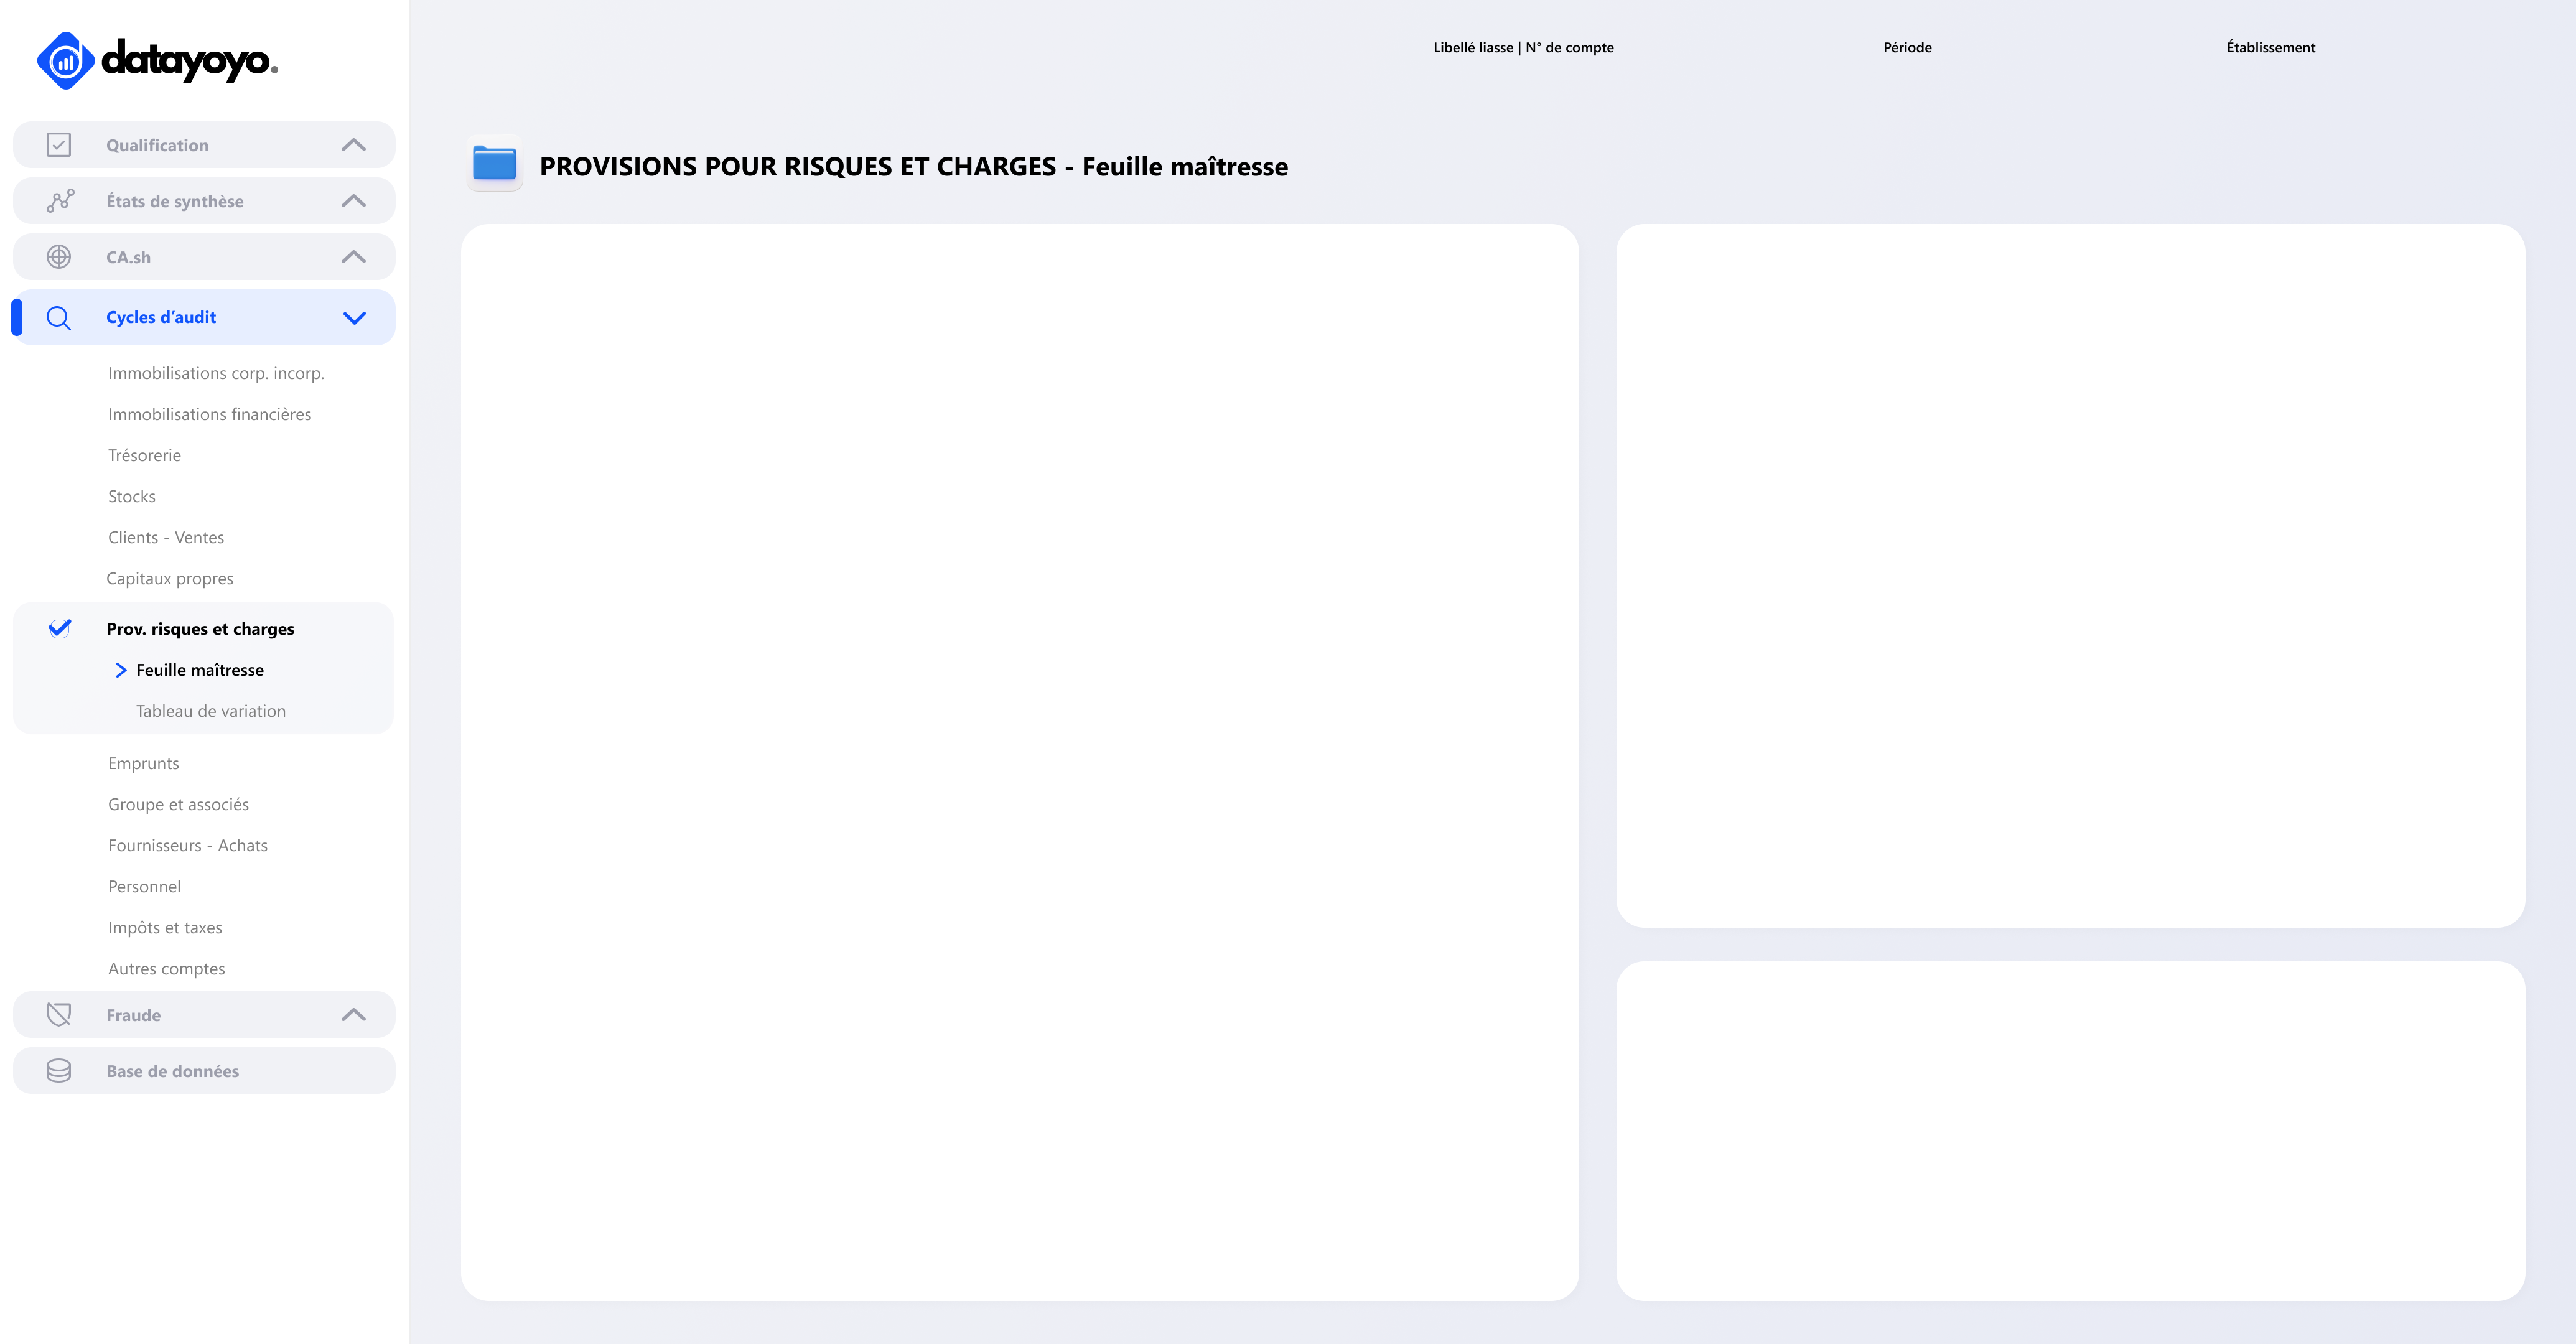 datayoyo.
Libellé liasse | N° de compte
Période
Établissement
Qualification
États de synthèse
CA.sh
Cycles d’audit
Immobilisations corp. incorp.
Immobilisations financières
Trésorerie
Stocks
Clients - Ventes
Capitaux propres
Prov. risques et charges
Feuille maîtresse
Tableau de variation
Emprunts
Groupe et associés
Fournisseurs - Achats
Personnel
Impôts et taxes
Autres comptes
Fraude
Base de données
PROVISIONS POUR RISQUES ET CHARGES - Feuille maîtresse